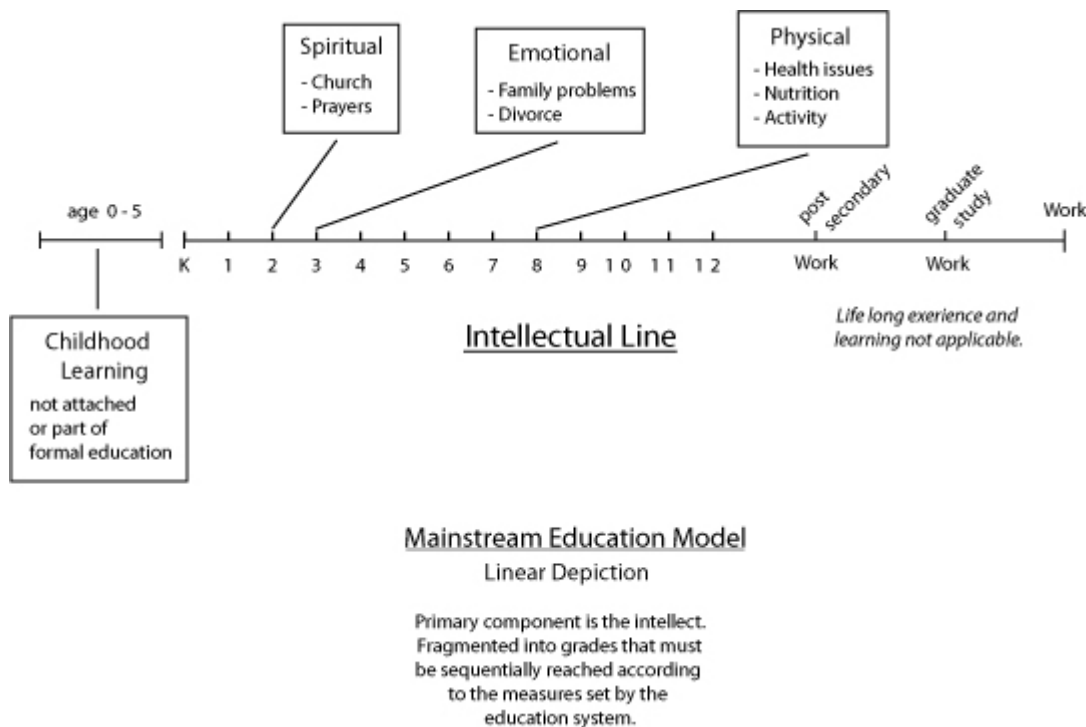 Spiritual
- Church
- Prayers
Emotional
- Family problems
- Divorce
Physical
- Health issues
- Nutrition
- Activity
age 0 - 5
post
secondary
graduate
study
Work
K 1 2 3 4 5 6 7 8 9 10 11 12 Work Work
Childhood
Learning
not attached
or part of
formal education
Intellectual Line
Life long exerience and
learning not applicable.
Mainstream Education Model
Linear Depiction
Primary component is the intellect.
Fragmented into grades that must
be sequentially reached according
to the measures set by the
education system.